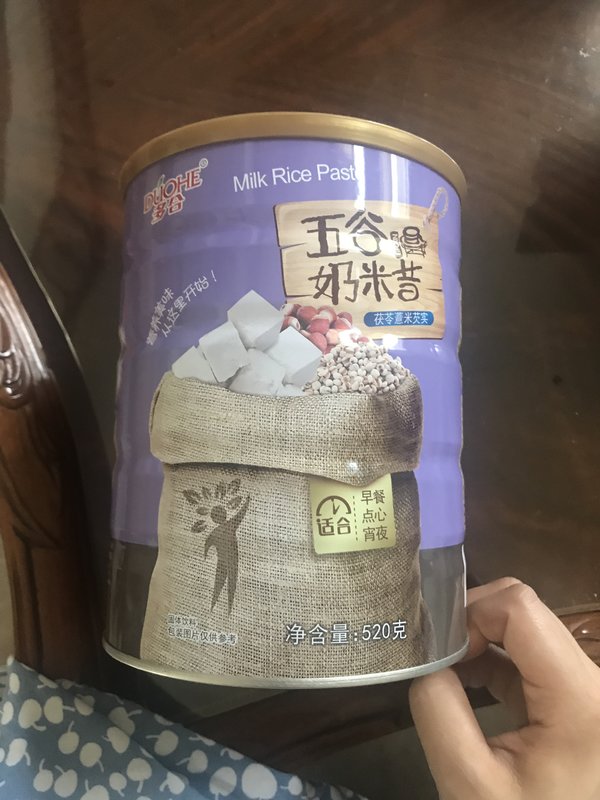 DUOHE®
多合
Milk Rice Paste
五谷
奶米昔
茯苓薏米芡实
营养美味
从这里开始！
适合
早餐
点心
宵夜
固体饮料
包装图片仅供参考
净含量:520克